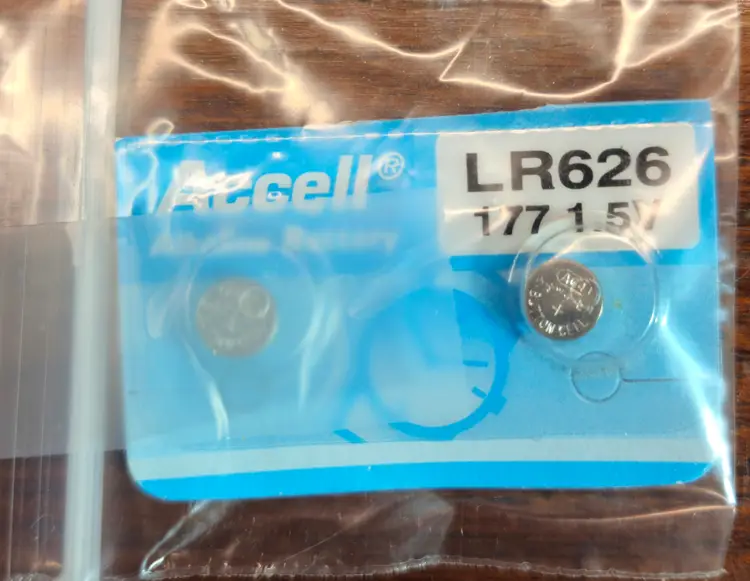 Accell®
LR626
Alkaline Battery
177 1.5V